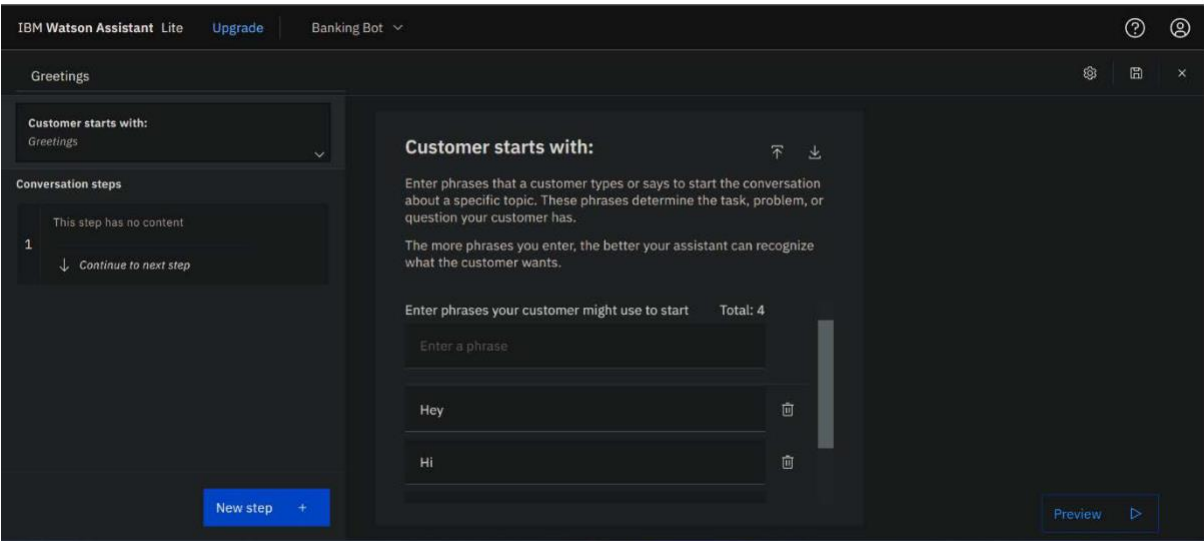 IBM Watson Assistant Lite Upgrade Banking Bot
Greetings
Customer starts with:
Greetings
Conversation steps
1
This step has no content
Continue to next step
New step +
Customer starts with:
Enter phrases that a customer types or says to start the conversation
about a specific topic. These phrases determine the task, problem, or
question your customer has.
The more phrases you enter, the better your assistant can recognize
what the customer wants.
Enter phrases your customer might use to start Total: 4
Enter a phrase
Hey
Hi
Preview